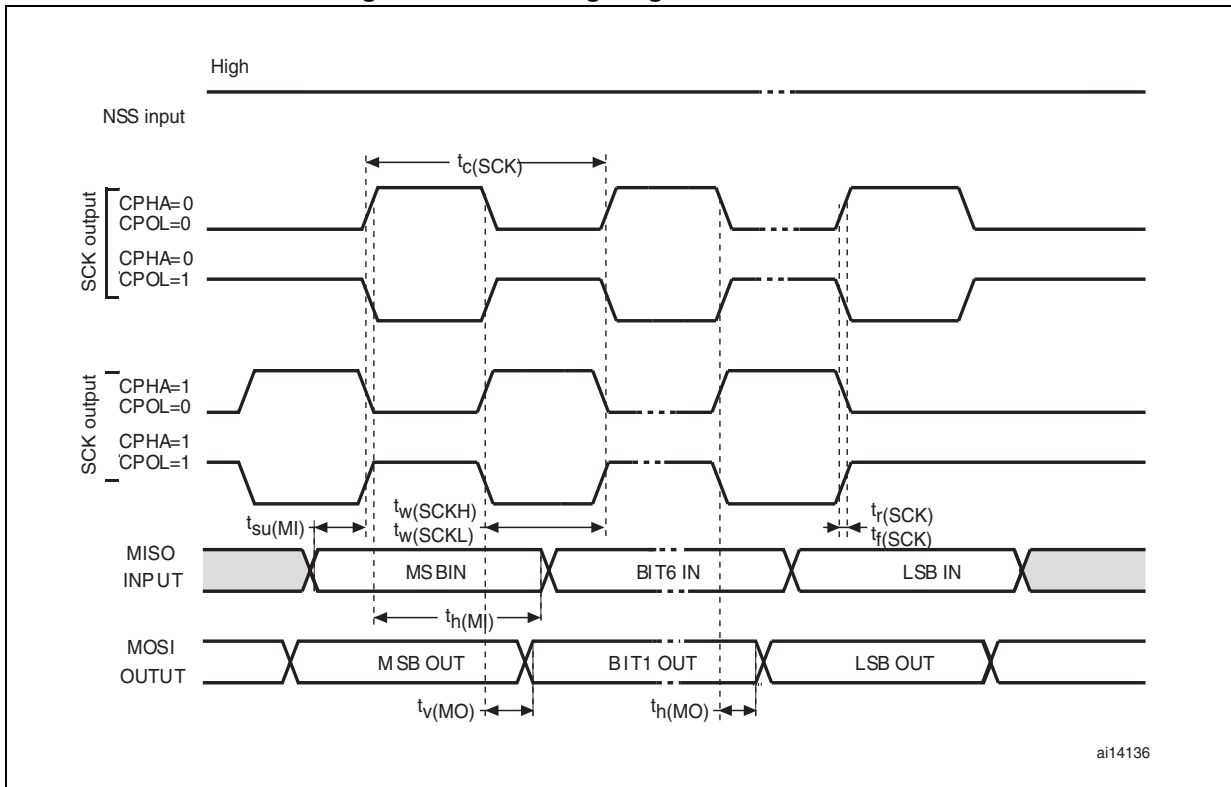 High
NSS input
tc(SCK)
SCK output
CPHA=0
CPOL=0
CPHA=0
CPOL=1
SCK output
CPHA=1
CPOL=0
CPHA=1
CPOL=1
tsu(MI)
tw(SCKH)
tw(SCKL)
tr(SCK)
tf(SCK)
MISO
INPUT
MSBIN
BIT6 IN
LSB IN
th(MI)
MOSI
OUTUT
MSB OUT
BIT1 OUT
LSB OUT
tv(MO)
th(MO)
ai14136